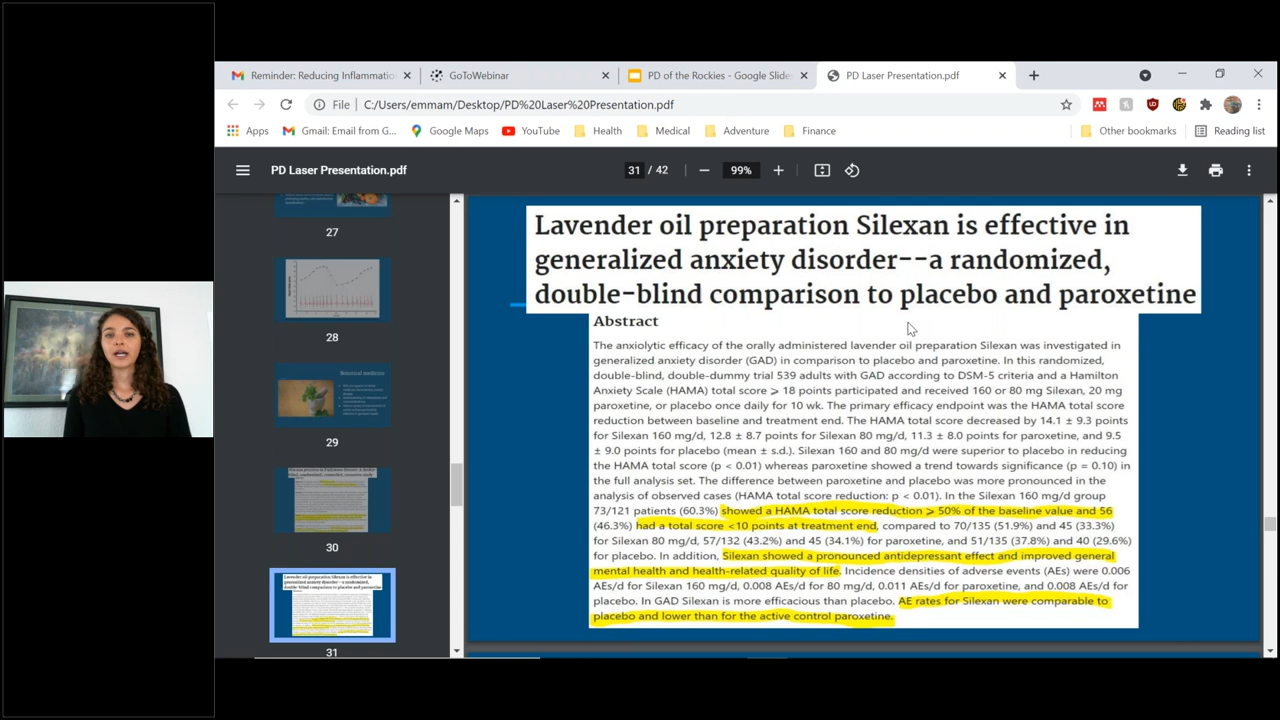 Reminder: Reducing Inflammatio
GoToWebinar
PD of the Rockies - Google Slides
PD Laser Presentation.pdf
File
C:/Users/emmam/Desktop/PD%20Laser%20Presentation.pdf
Apps
Gmail: Email from G...
Google Maps
YouTube
Health
Medical
Adventure
Finance
Other bookmarks
Reading list
PD Laser Presentation.pdf
31 / 42
99%
27
28
Botanical medicine
29
30
31
Lavender oil preparation Silexan is effective in
generalized anxiety disorder--a randomized,
double-blind comparison to placebo and paroxetine
Abstract
The anxiolytic efficacy of the orally administered lavender oil preparation Silexan was investigated in
generalized anxiety disorder (GAD) in comparison to placebo and paroxetine. In this randomized,
double-blind, double-dummy trial 539 adults with GAD according to DSM-5 criteria and a Hamilton
Anxiety Scale (HAMA) total score ≥ 18 points participated and received 160 or 80 mg Silexan, 20 mg
paroxetine, or placebo once daily for 10 wk. The primary efficacy endpoint was the HAMA total score
reduction between baseline and treatment end. The HAMA total score decreased by 14.1 ± 9.3 points
for Silexan 160 mg/d, 12.8 ± 8.7 points for Silexan 80 mg/d, 11.3 ± 8.0 points for paroxetine, and 9.5
± 9.0 points for placebo (mean ± s.d.). Silexan 160 and 80 mg/d were superior to placebo in reducing
the HAMA total score (p < 0.01) whereas paroxetine showed a trend towards significance (p = 0.10) in
the full analysis set. The difference between paroxetine and placebo was more pronounced in the
analysis of observed cases (HAMA total score reduction: p < 0.01). In the Silexan 160 mg/d group
73/121 patients (60.3%) showed a HAMA total score reduction ⩾ 50% of the baseline value and 56
(46.3%) had a total score <10 points at treatment end, compared to 70/135 (51.9%) and 45 (33.3%)
for Silexan 80 mg/d, 57/132 (43.2%) and 45 (34.1%) for paroxetine, and 51/135 (37.8%) and 40 (29.6%)
for placebo. In addition, Silexan showed a pronounced antidepressant effect and improved general
mental health and health-related quality of life. Incidence densities of adverse events (AEs) were 0.006
AEs/d for Silexan 160 mg/d, 0.008 AEs/d for 80 mg/d, 0.011 AEs/d for paroxetine, and 0.008 AEs/d for
placebo. In GAD Silexan is more efficacious than placebo. AE rates for Silexan were comparable to
placebo and lower than for the active control paroxetine.